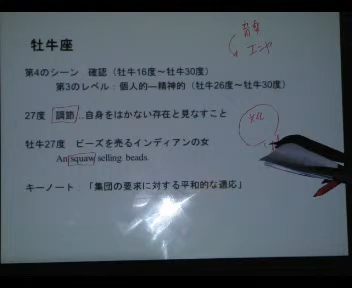 牡牛座
第4のシーン 確認（牡牛16度～牡牛30度）
第3のレベル：個人的―精神的（牡牛26度～牡牛30度）
27度 調節‥自身をはかない存在と見なすこと
牡牛27度 ビーズを売るインディアンの女
An squaw selling beads.
キーノート：「集団の要求に対する平和的な適応」